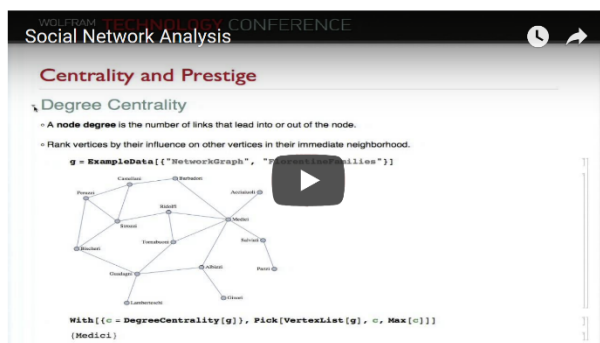 WOLFRAM TECHNOLOGY CONFERENCE
Social Network Analysis
Centrality and Prestige
Degree Centrality
A node degree is the number of links that lead into or out of the node.
Rank vertices by their influence on other vertices in their immediate neighborhood.
g = ExampleData[{"NetworkGraph", "FlorentineFamilies"}]
Castellani
Barbadori
Peruzzi
Acciaiuoli
Ridolfi
Medici
Strozzi
Tornabuoni
Salviati
Bischeri
Albizzi
Pazzi
Guadagni
Ginori
Lamberteschi
With[{c = DegreeCentrality[g]}, Pick[VertexList[g], c, Max[c]]]
{Medici}